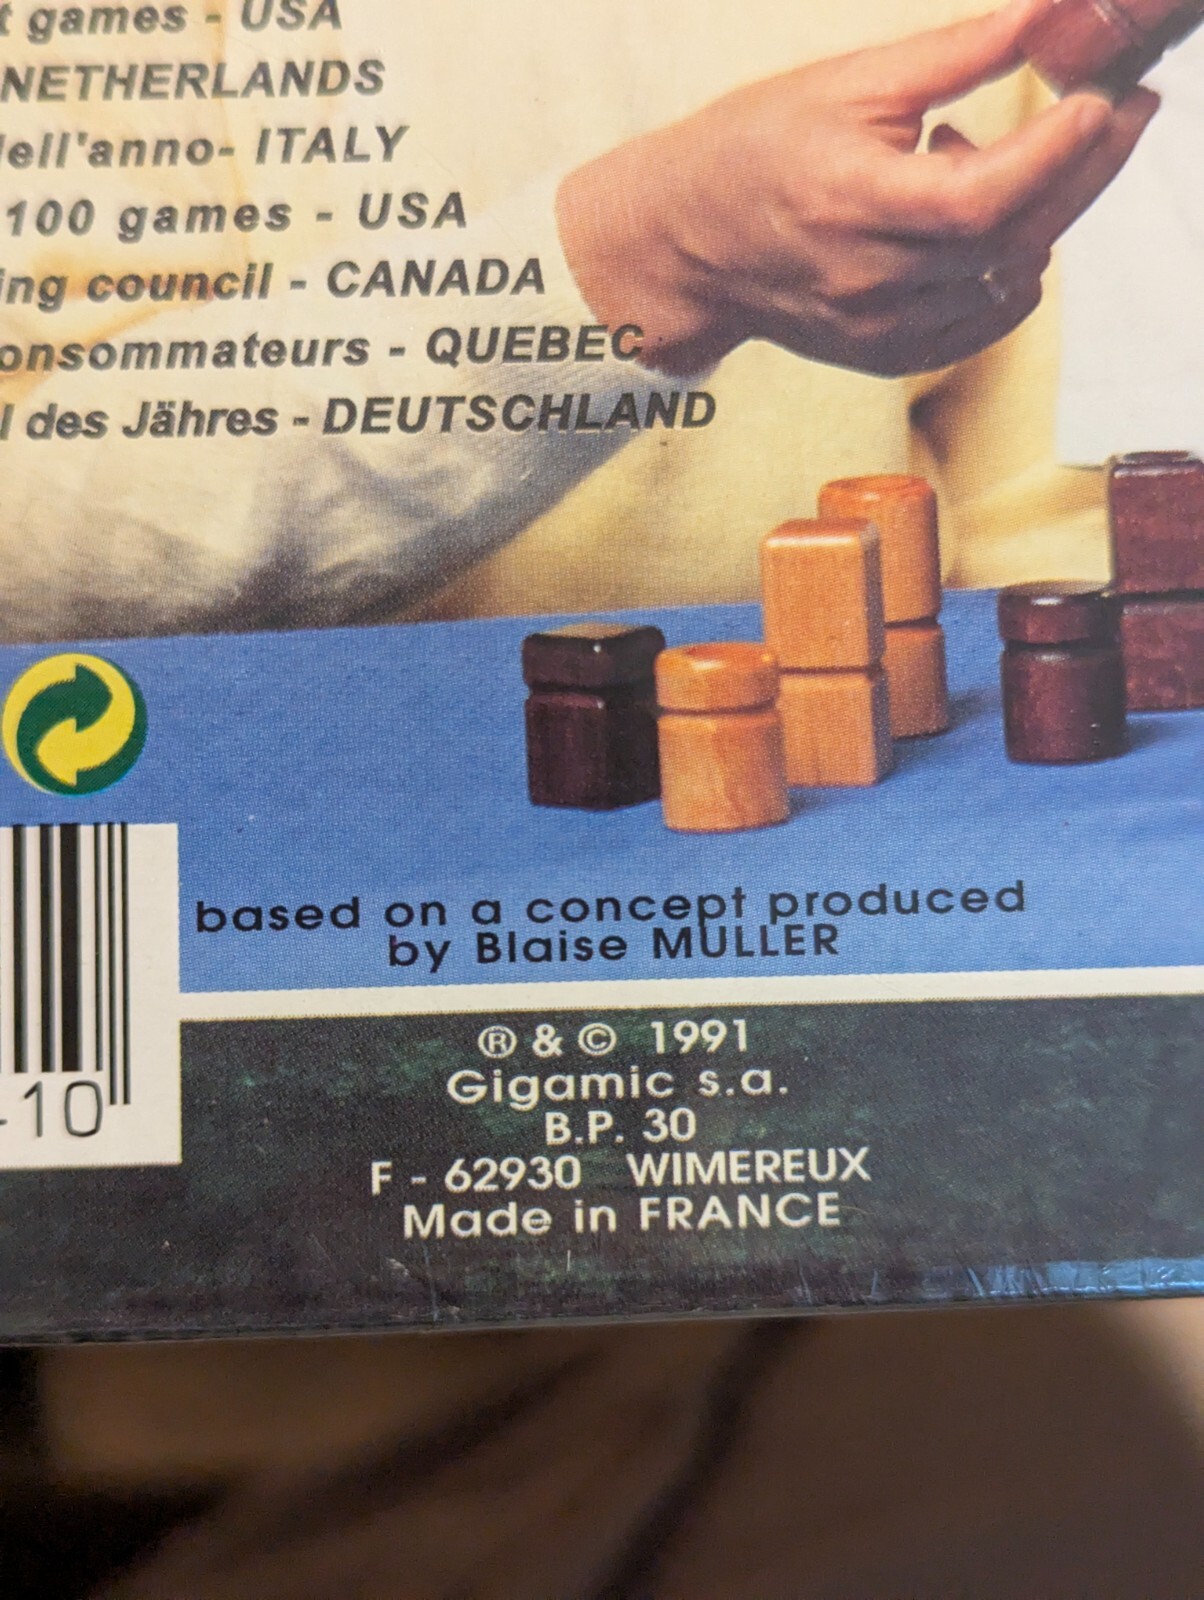 games - USA
NETHERLANDS
dell'anno- ITALY
100 games - USA
ing council - CANADA
onsommateurs - QUEBEC
l des Jähres - DEUTSCHLAND
based on a concept produced
by Blaise MULLER
-10
® & © 1991
Gigamic s.a.
B.P. 30
F - 62930 WIMEREUX
Made in FRANCE